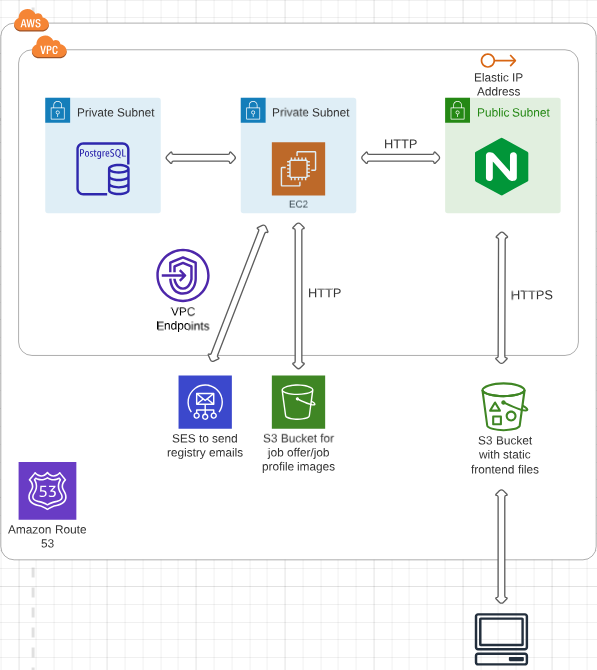 AWS
VPC
Elastic IP
Address
Private Subnet
Private Subnet
Public Subnet
PostgreSQL
HTTP
N
EC2
VPC
Endpoints
HTTP
HTTPS
SES to send
registry emails
S3 Bucket for
job offer/job
profile images
S3 Bucket
with static
frontend files
53
Amazon Route
53